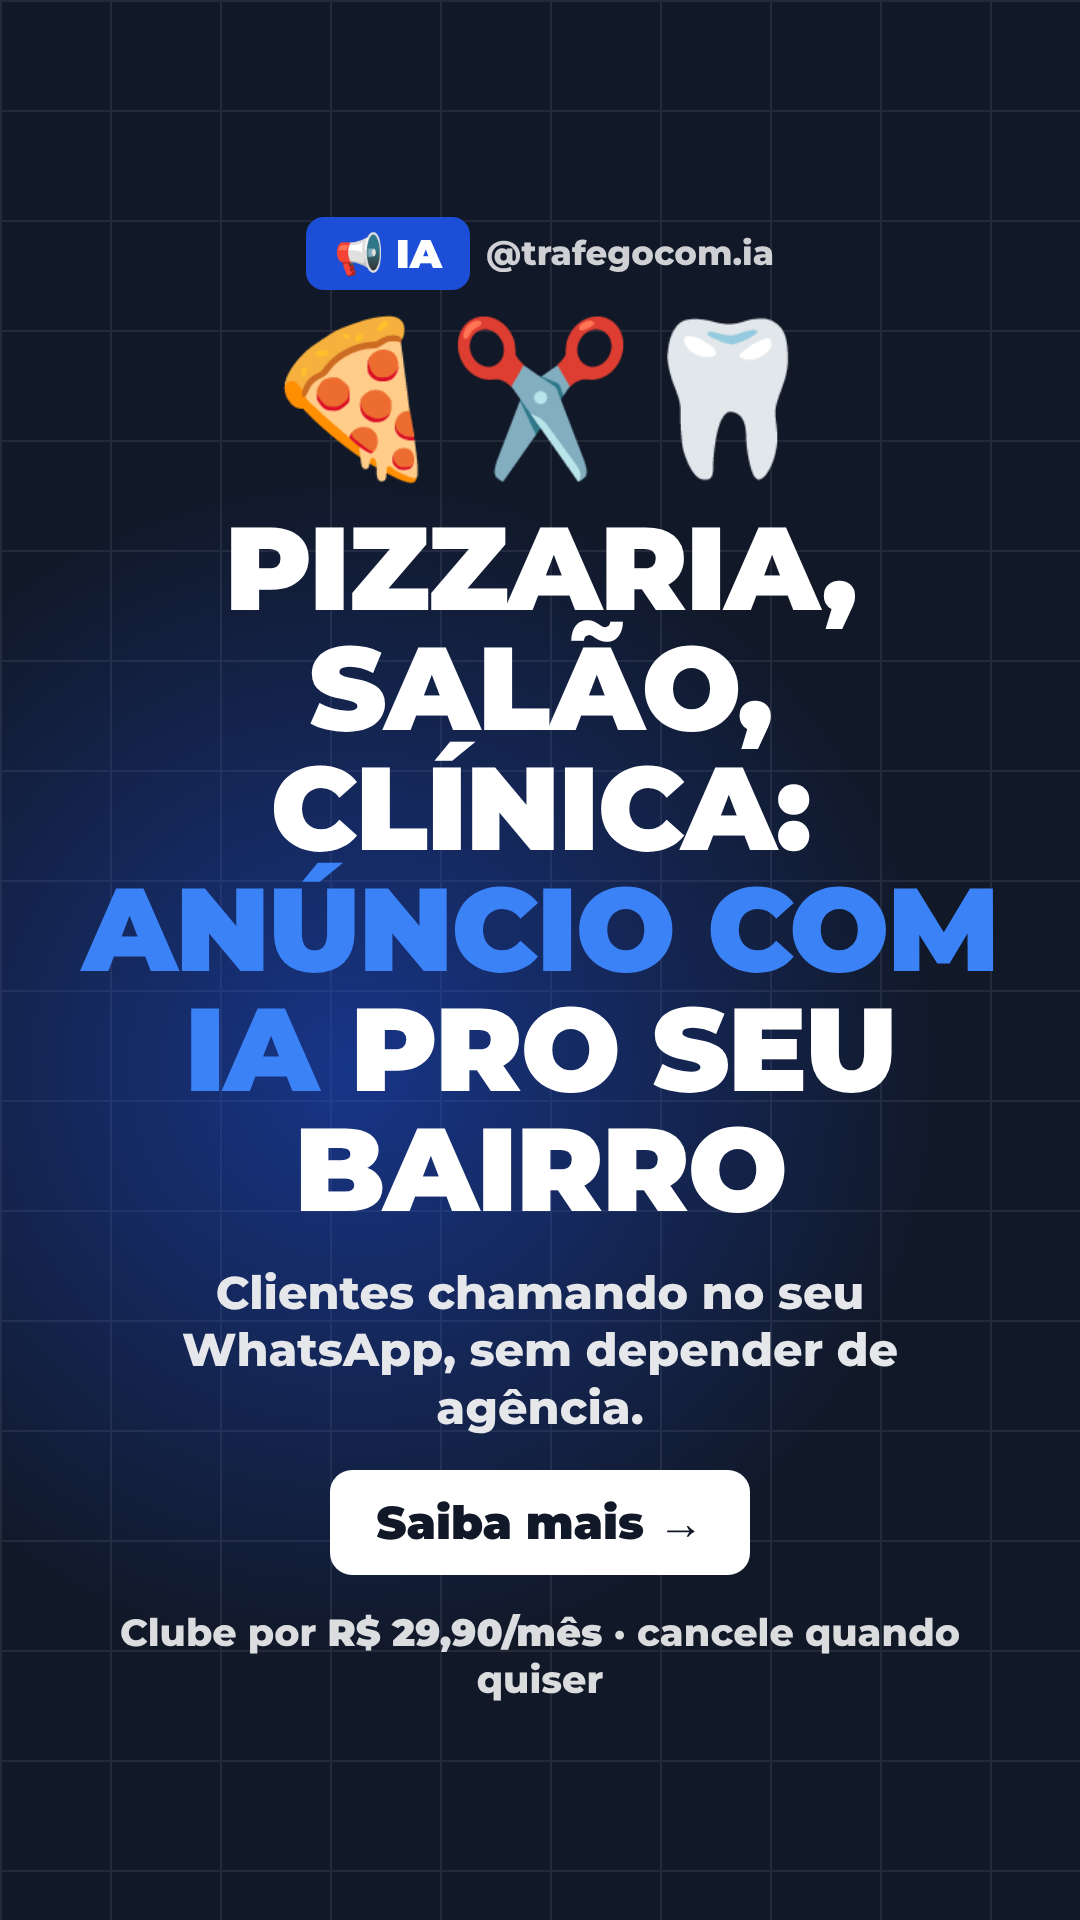 📢 IA @trafegocom.ia
PIZZARIA,
SALÃO,
CLÍNICA:
ANÚNCIO COM
IA PRO SEU
BAIRRO
Clientes chamando no seu
WhatsApp, sem depender de
agência.
Saiba mais →
Clube por R$ 29,90/mês · cancele quando
quiser